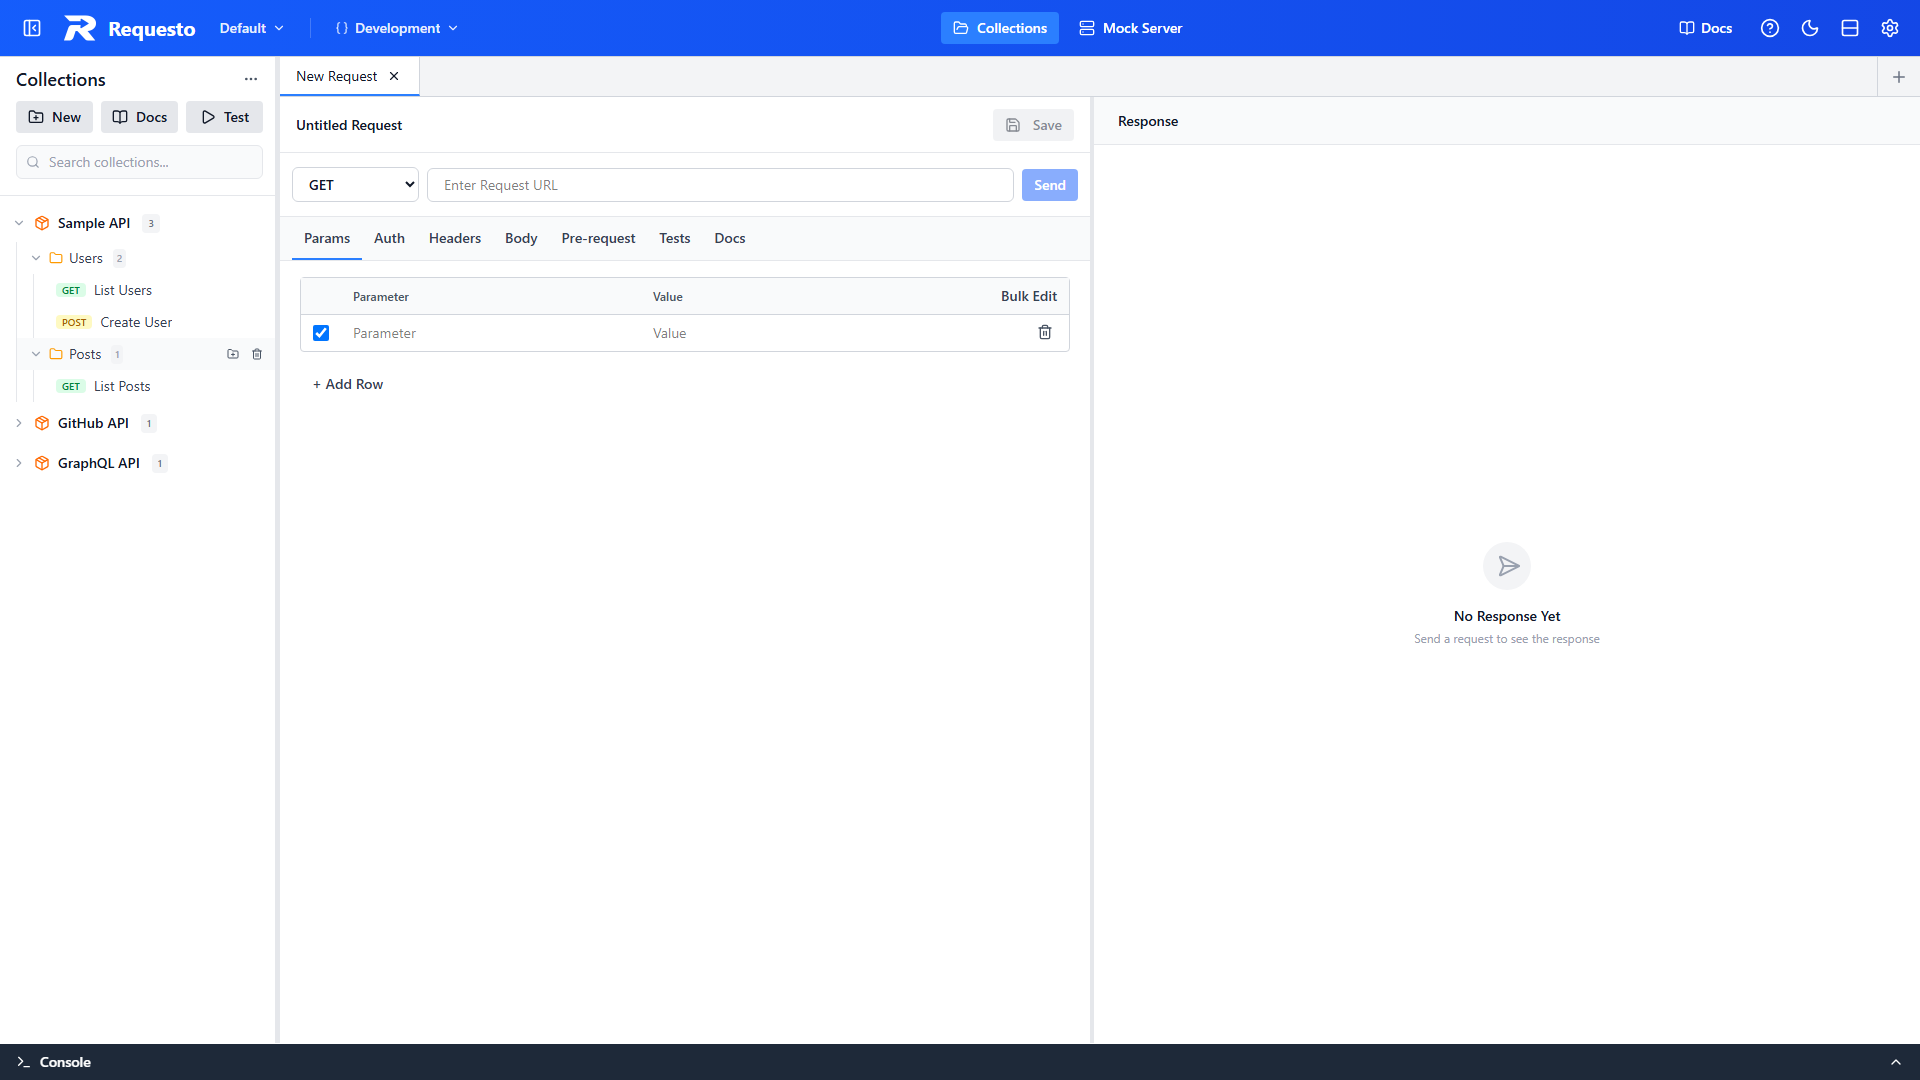 Requesto
Default
{ } Development
Collections
Mock Server
Docs
Collections
New
Docs
Test
Search collections...
Sample API 3
Users 2
GET List Users
POST Create User
Posts 1
GET List Posts
GitHub API 1
GraphQL API 1
New Request
Untitled Request
Save
GET
Enter Request URL
Send
Params
Auth
Headers
Body
Pre-request
Tests
Docs
Parameter Value Bulk Edit
Parameter Value
+ Add Row
Response
No Response Yet
Send a request to see the response
Console